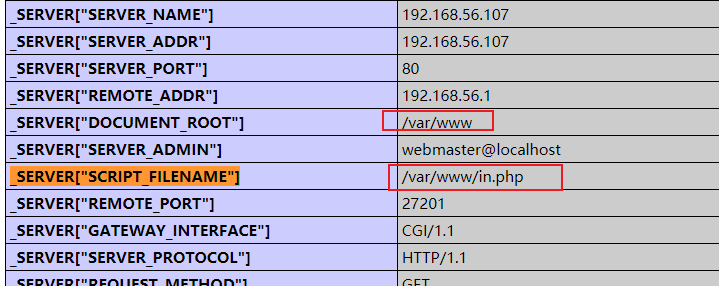 _SERVER["SERVER_NAME"] 192.168.56.107
_SERVER["SERVER_ADDR"] 192.168.56.107
_SERVER["SERVER_PORT"] 80
_SERVER["REMOTE_ADDR"] 192.168.56.1
_SERVER["DOCUMENT_ROOT"] /var/www
_SERVER["SERVER_ADMIN"] webmaster@localhost
_SERVER["SCRIPT_FILENAME"] /var/www/in.php
_SERVER["REMOTE_PORT"] 27201
_SERVER["GATEWAY_INTERFACE"] CGI/1.1
_SERVER["SERVER_PROTOCOL"] HTTP/1.1
_SERVER["REQUEST_METHOD"] GET